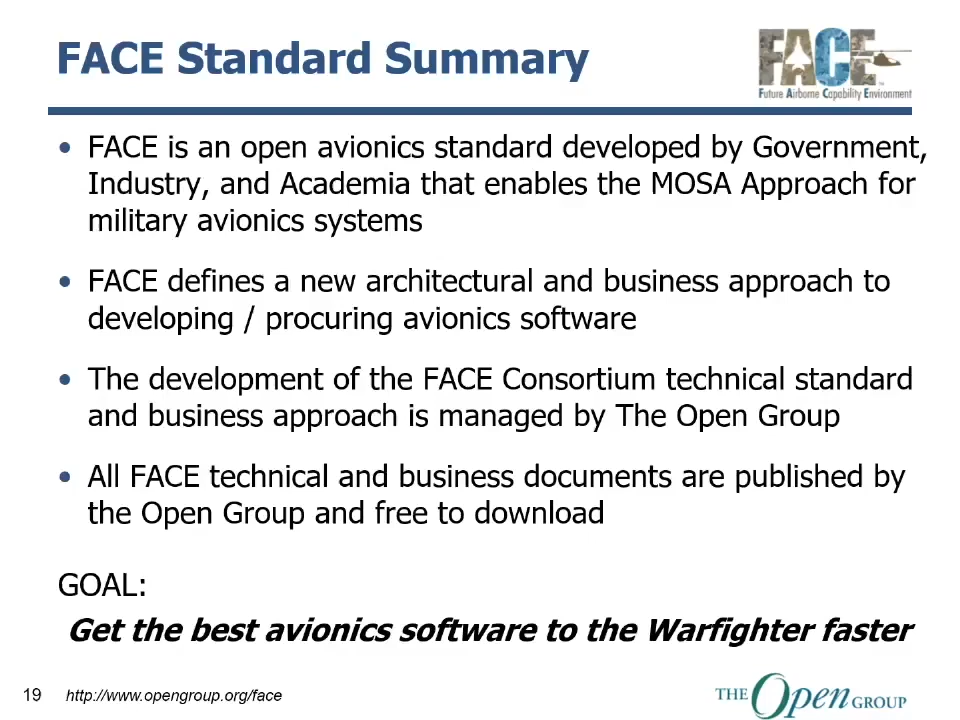 FACE Standard Summary
FACE
Future Airborne Capability Environment
• FACE is an open avionics standard developed by Government,
Industry, and Academia that enables the MOSA Approach for
military avionics systems
• FACE defines a new architectural and business approach to
developing / procuring avionics software
• The development of the FACE Consortium technical standard
and business approach is managed by The Open Group
• All FACE technical and business documents are published by
the Open Group and free to download
GOAL:
Get the best avionics software to the Warfighter faster
19 http://www.opengroup.org/face
THE Open GROUP